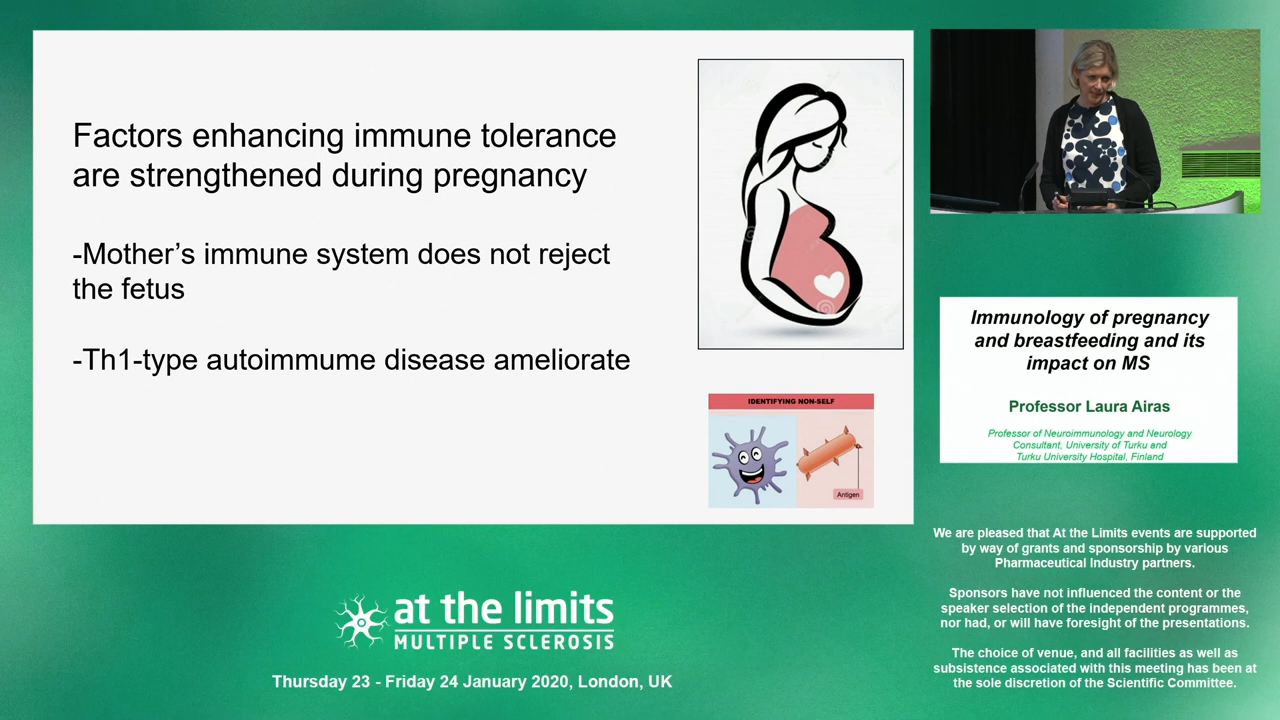 Factors enhancing immune tolerance
are strengthened during pregnancy
-Mother’s immune system does not reject
the fetus
-Th1-type autoimmume disease ameliorate
IDENTIFYING NON-SELF
Antigen
Immunology of pregnancy
and breastfeeding and its
impact on MS
Professor Laura Airas
Professor of Neuroimmunology and Neurology
Consultant, University of Turku and
Turku University Hospital, Finland
We are pleased that At the Limits events are supported
by way of grants and sponsorship by various
Pharmaceutical Industry partners.
Sponsors have not influenced the content or the
speaker selection of the independent programmes,
nor had, or will have foresight of the presentations.
The choice of venue, and all facilities as well as
subsistence associated with this meeting has been at
the sole discretion of the Scientific Committee.
at the limits
MULTIPLE SCLEROSIS
Thursday 23 - Friday 24 January 2020, London, UK